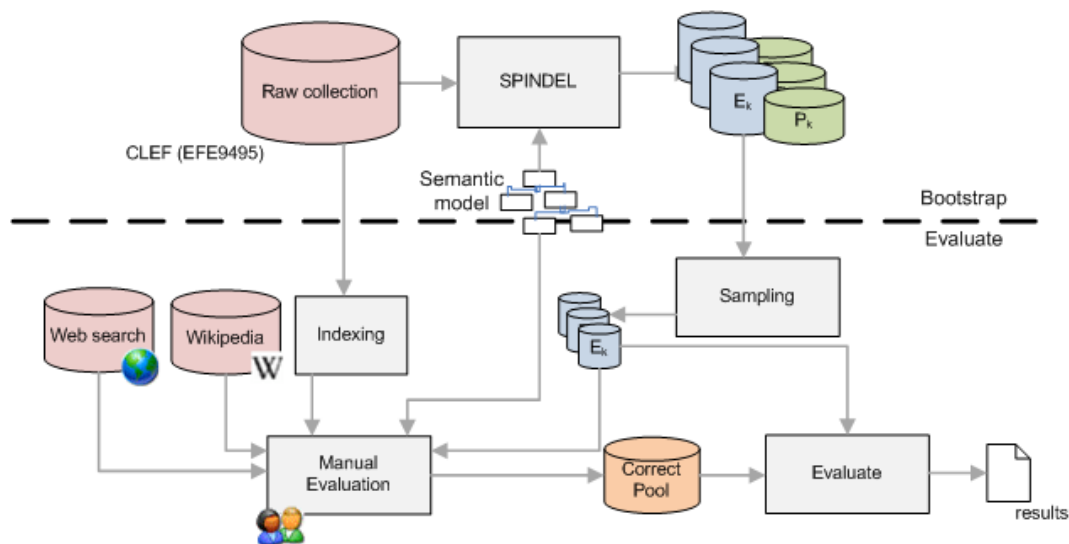 Raw collection
SPINDEL
Eₖ
Pₖ
CLEF (EFE9495)
Semantic
model
Bootstrap
Evaluate
Sampling
Web search
Wikipedia
W
Indexing
Eₖ
Manual
Evaluation
Correct
Pool
Evaluate
results